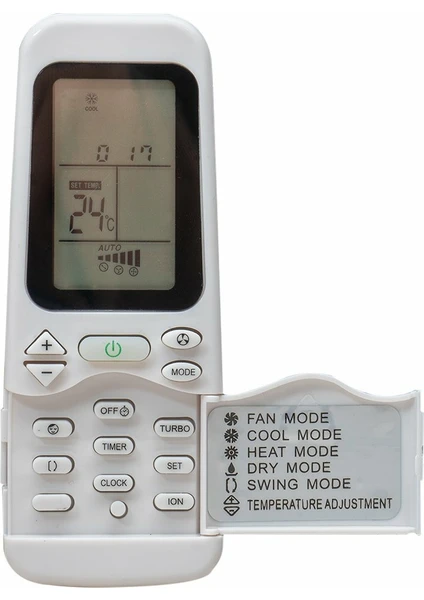 COOL
0 17
SET TEMP.
24°C
AUTO
+
-
MODE
OFF
TURBO
TIMER
SET
CLOCK
ION
FAN MODE
COOL MODE
HEAT MODE
DRY MODE
SWING MODE
TEMPERATURE ADJUSTMENT